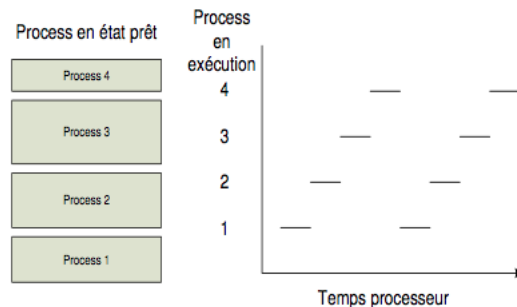 Process en état prêt
Process 4
Process 3
Process 2
Process 1
Process
en
exécution
4
3
2
1
Temps processeur